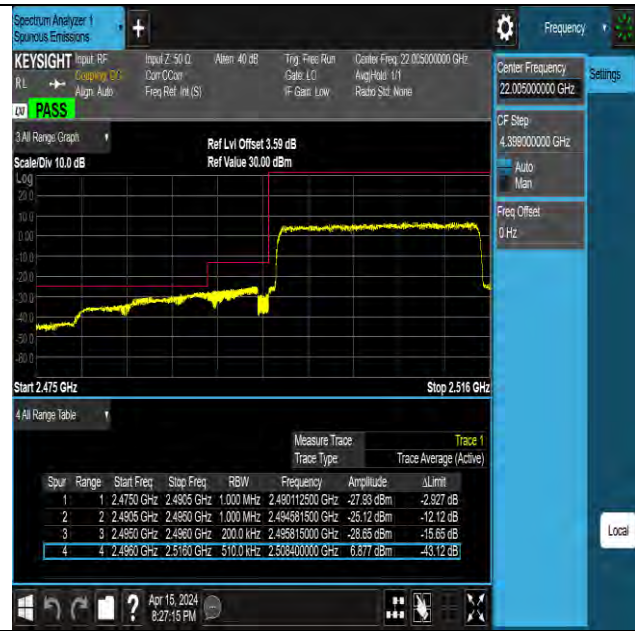 Spectrum Analyzer 1
Spurious Emissions
+
Frequency
KEYSIGHT Input: RF Input Z: 50 Ω Atten: 40 dB Trig: Free Run Center Freq: 22.005000000 GHz
RL Coupling: DC Corr CCorr Gate: LO Avg|Hold: 1/1
Align: Auto Freq Ref: Int (S) IF Gain: Low Radio Std: None
LXI PASS
3 All Range Graph
Ref Lvl Offset 3.59 dB
Scale/Div 10.0 dB Ref Value 30.00 dBm
Log
20.0
10.0
0.00
-10.0
-20.0
-30.0
-40.0
-50.0
-60.0
Start 2.475 GHz Stop 2.516 GHz
4 All Range Table
Measure Trace Trace 1
Trace Type Trace Average (Active)
Spur Range Start Freq Stop Freq RBW Frequency Amplitude ΔLimit
1 1 2.4750 GHz 2.4905 GHz 1.000 MHz 2.490112500 GHz -27.93 dBm -2.927 dB
2 2 2.4905 GHz 2.4950 GHz 1.000 MHz 2.494581500 GHz -25.12 dBm -12.12 dB
3 3 2.4950 GHz 2.4960 GHz 200.0 kHz 2.495815000 GHz -28.65 dBm -15.65 dB
4 4 2.4960 GHz 2.5160 GHz 510.0 kHz 2.508400000 GHz 6.877 dBm -43.12 dB
Center Frequency
22.005000000 GHz
Settings
CF Step
4.399000000 GHz
Auto
Man
Freq Offset
0 Hz
Local
? Apr 15, 2024
8:27:15 PM